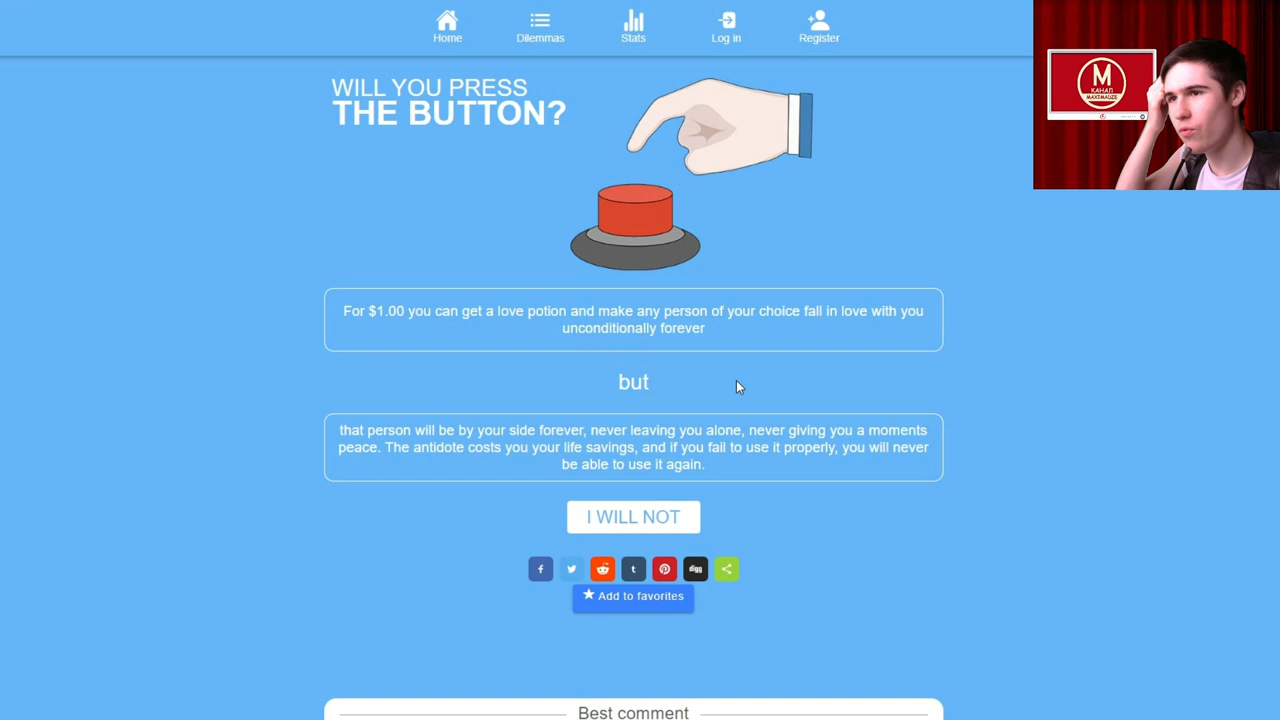 Home
Dilemmas
Stats
Log in
Register
WILL YOU PRESS
THE BUTTON?
M
КАНАЛ
MAXIMADZE
For $1.00 you can get a love potion and make any person of your choice fall in love with you
unconditionally forever
but
that person will be by your side forever, never leaving you alone, never giving you a moments
peace. The antidote costs you your life savings, and if you fail to use it properly, you will never
be able to use it again.
I WILL NOT
f
t
digg
Add to favorites
Best comment